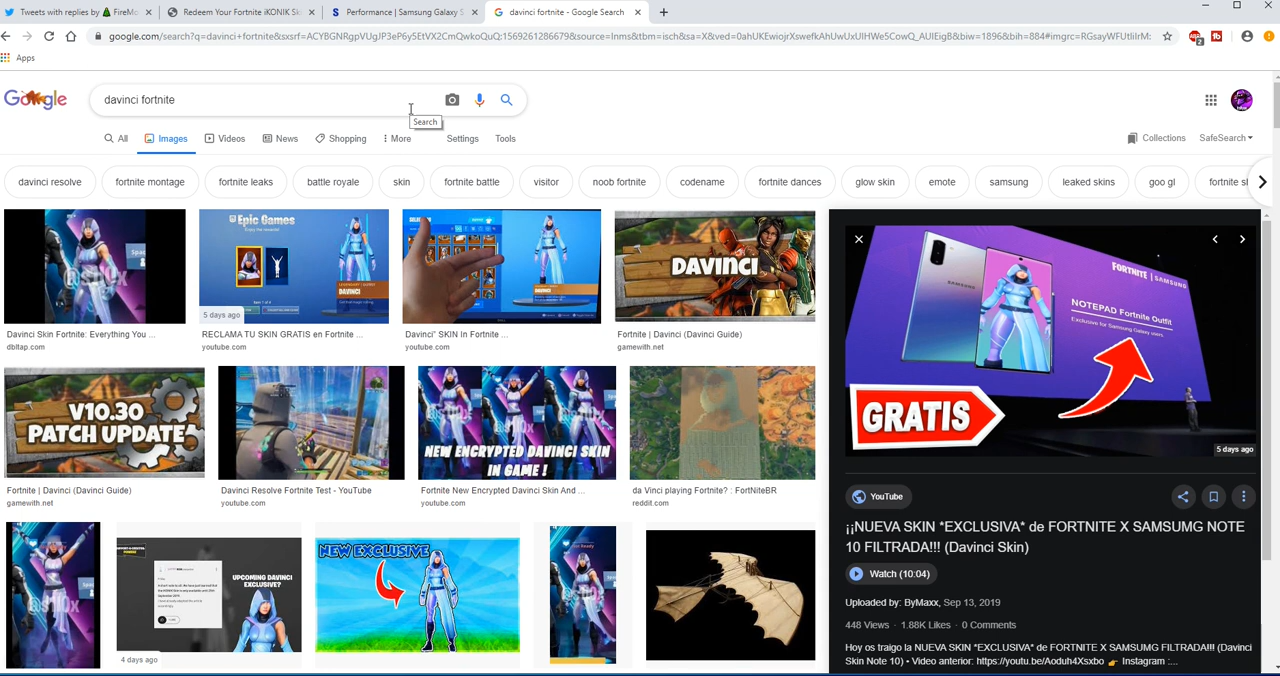 Tweets with replies by FireMo
Redeem Your Fortnite iKONIK Ski
Performance | Samsung Galaxy S
davinci fortnite - Google Search
google.com/search?q=davinci+fortnite&sxsrf=ACYBGNRgpVUgJP3eP6y5EtVX2CmQwkoQuQ:1569261286679&source=lnms&tbm=isch&sa=X&ved=0ahUKEwiojrXswefkAhUwUxUIHWe5CowQ_AUIEigB&biw=1896&bih=884#imgrc=RGsayWFUtIiIrM:
Apps
Google
davinci fortnite
Search
All Images Videos News Shopping More Settings Tools
Collections SafeSearch
davinci resolve
fortnite montage
fortnite leaks
battle royale
skin
fortnite battle
visitor
noob fortnite
codename
fortnite dances
glow skin
emote
samsung
leaked skins
goo gl
fortnite sl
@s1l0x
Davinci Skin Fortnite: Everything You ...
dbltap.com
Epic Games
DAVINCI
5 days ago
RECLAMA TU SKIN GRATIS en Fortnite ...
youtube.com
DAVINCI
Davinci" SKIN In Fortnite ...
youtube.com
DAVINCI
Fortnite | Davinci (Davinci Guide)
gamewith.net
V10.30
PATCH UPDATE
Fortnite | Davinci (Davinci Guide)
gamewith.net
Davinci Resolve Fortnite Test - YouTube
youtube.com
NEW ENCRYPTED DAVINCI SKIN
IN GAME !
Fortnite New Encrypted Davinci Skin And ...
youtube.com
da Vinci playing Fortnite? : FortNiteBR
reddit.com
@s1l0x
UPCOMING DAVINCI
EXCLUSIVE?
4 days ago
NEW EXCLUSIVE
FORTNITE | SAMSUNG
SAMSUNG
NOTEPAD Fortnite Outfit
Exclusive for Samsung Galaxy users.
GRATIS
5 days ago
YouTube
¡¡NUEVA SKIN *EXCLUSIVA* de FORTNITE X SAMSUMG NOTE
10 FILTRADA!!! (Davinci Skin)
Watch (10:04)
Uploaded by: ByMaxx, Sep 13, 2019
448 Views · 1.88K Likes · 0 Comments
Hoy os traigo la NUEVA SKIN *EXCLUSIVA* de FORTNITE X SAMSUNG FILTRADA!!! (Davinci
Skin Note 10) • Video anterior: https://youtu.be/Aoduh4Xsxbo 👉 Instagram :...